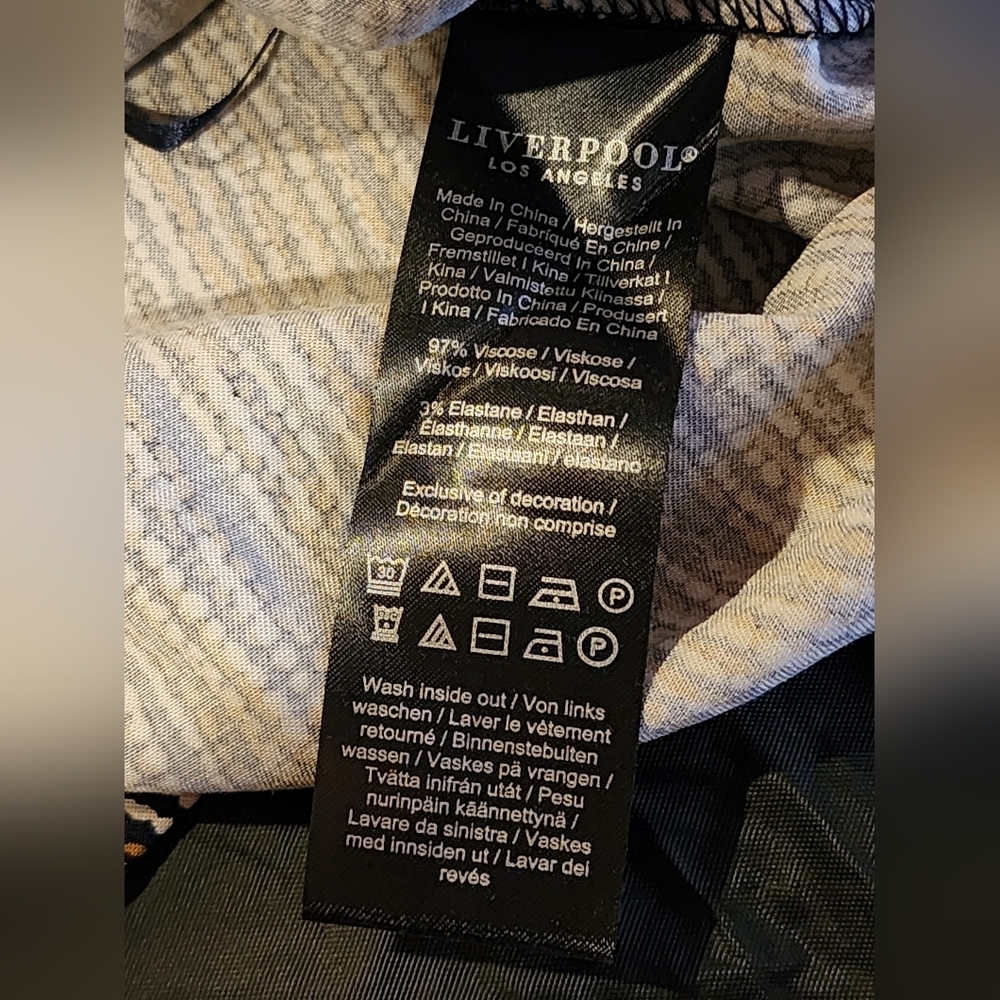 LIVERPOOL®
LOS ANGELES
Made In China / Hergestellt In
China / Fabriqué En Chine /
Geproduceerd In China /
Fremstillet I Kina / Tillverkat I
Kina / Valmistettu Kiinassa /
Prodotto In China / Produsert
I Kina / Fabricado En China
97% Viscose / Viskose /
Viskos / Viskoosi / Viscosa
3% Elastane / Elasthan /
Élasthanne / Elastaan /
Elastan / Elastaani / elastano
Exclusive of decoration /
Décoration non comprise
30° P
P
Wash inside out / Von links
waschen / Laver le vêtement
retourné / Binnenstebuiten
wassen / Vaskes på vrangen /
Tvätta inifrån utåt / Pesu
nurinpäin käännettynä /
Lavare da sinistra / Vaskes
med innsiden ut / Lavar del
revés